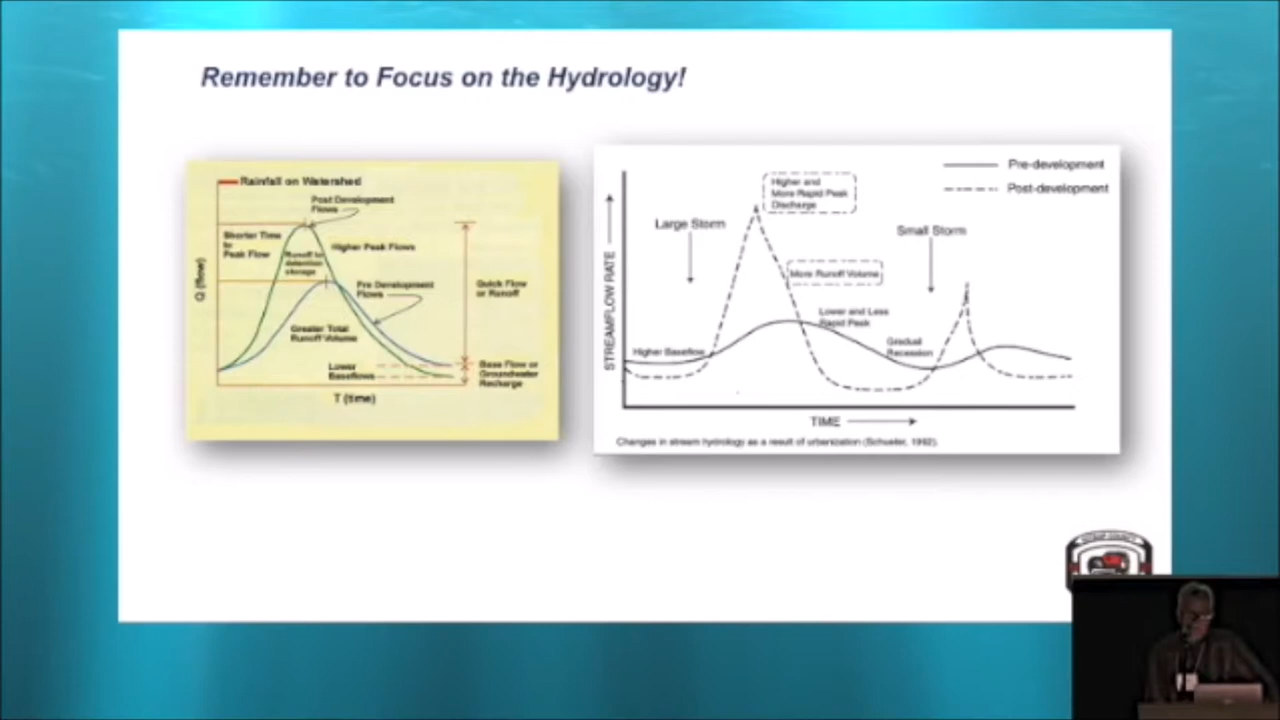 Remember to Focus on the Hydrology!
Rainfall on Watershed
Post Development
Flows
Shorter Time
to
Peak Flow
Higher Peak Flows
Runoff to
detention
storage
Pre Development
Flows
Quick Flow
or Runoff
Q (flow)
Greater Total
Runoff Volume
Lower
Baseflows
Base Flow or
Groundwater
Recharge
T (time)
Pre-development
Post-development
Higher and
More Rapid Peak
Discharge
Large Storm
Small Storm
More Runoff Volume
STREAMFLOW RATE
Lower and Less
Rapid Peak
Higher Baseflow
Gradual
Recession
TIME
Changes in stream hydrology as a result of urbanization (Schueler, 1992).